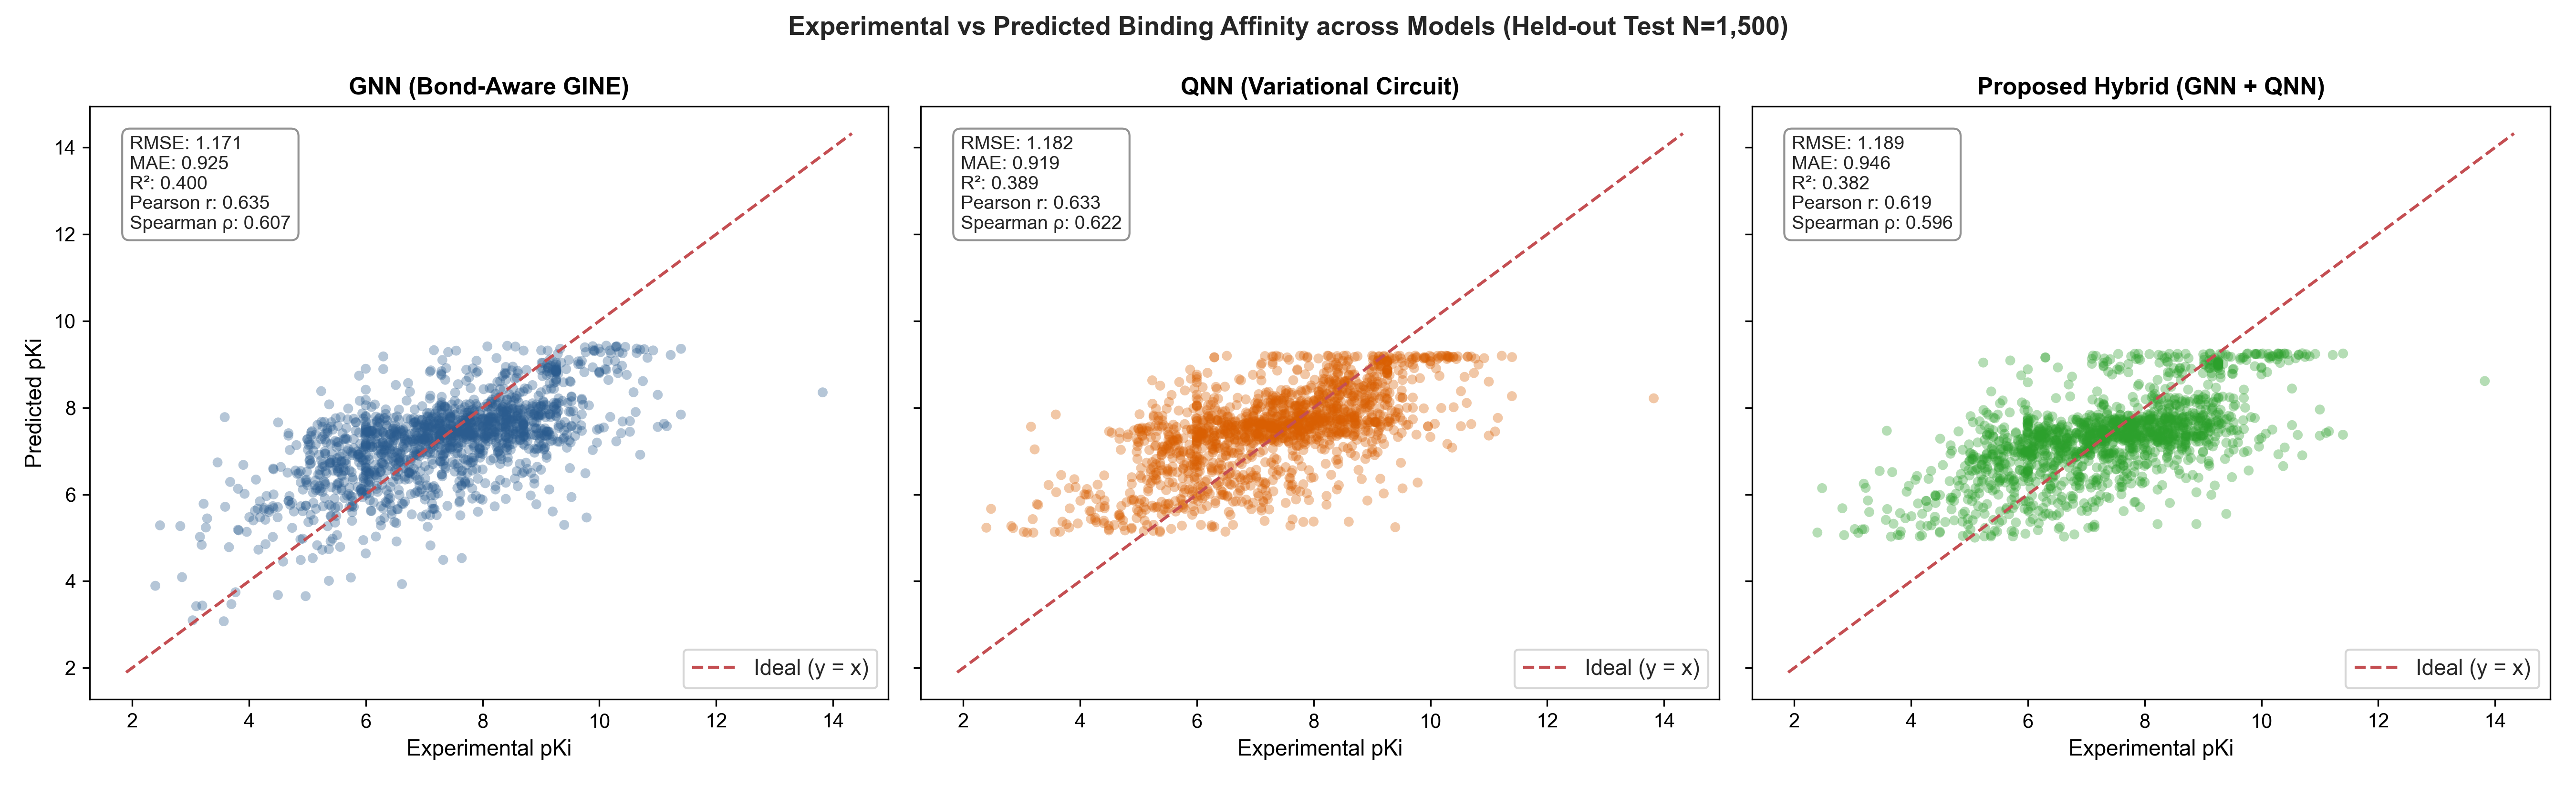 Experimental vs Predicted Binding Affinity across Models (Held-out Test N=1,500)
GNN (Bond-Aware GINE)
RMSE: 1.171
MAE: 0.925
R²: 0.400
Pearson r: 0.635
Spearman ρ: 0.607
Predicted pKi
14
12
10
8
6
4
2
Ideal (y = x)
2 4 6 8 10 12 14
Experimental pKi
QNN (Variational Circuit)
RMSE: 1.182
MAE: 0.919
R²: 0.389
Pearson r: 0.633
Spearman ρ: 0.622
Ideal (y = x)
2 4 6 8 10 12 14
Experimental pKi
Proposed Hybrid (GNN + QNN)
RMSE: 1.189
MAE: 0.946
R²: 0.382
Pearson r: 0.619
Spearman ρ: 0.596
Ideal (y = x)
2 4 6 8 10 12 14
Experimental pKi